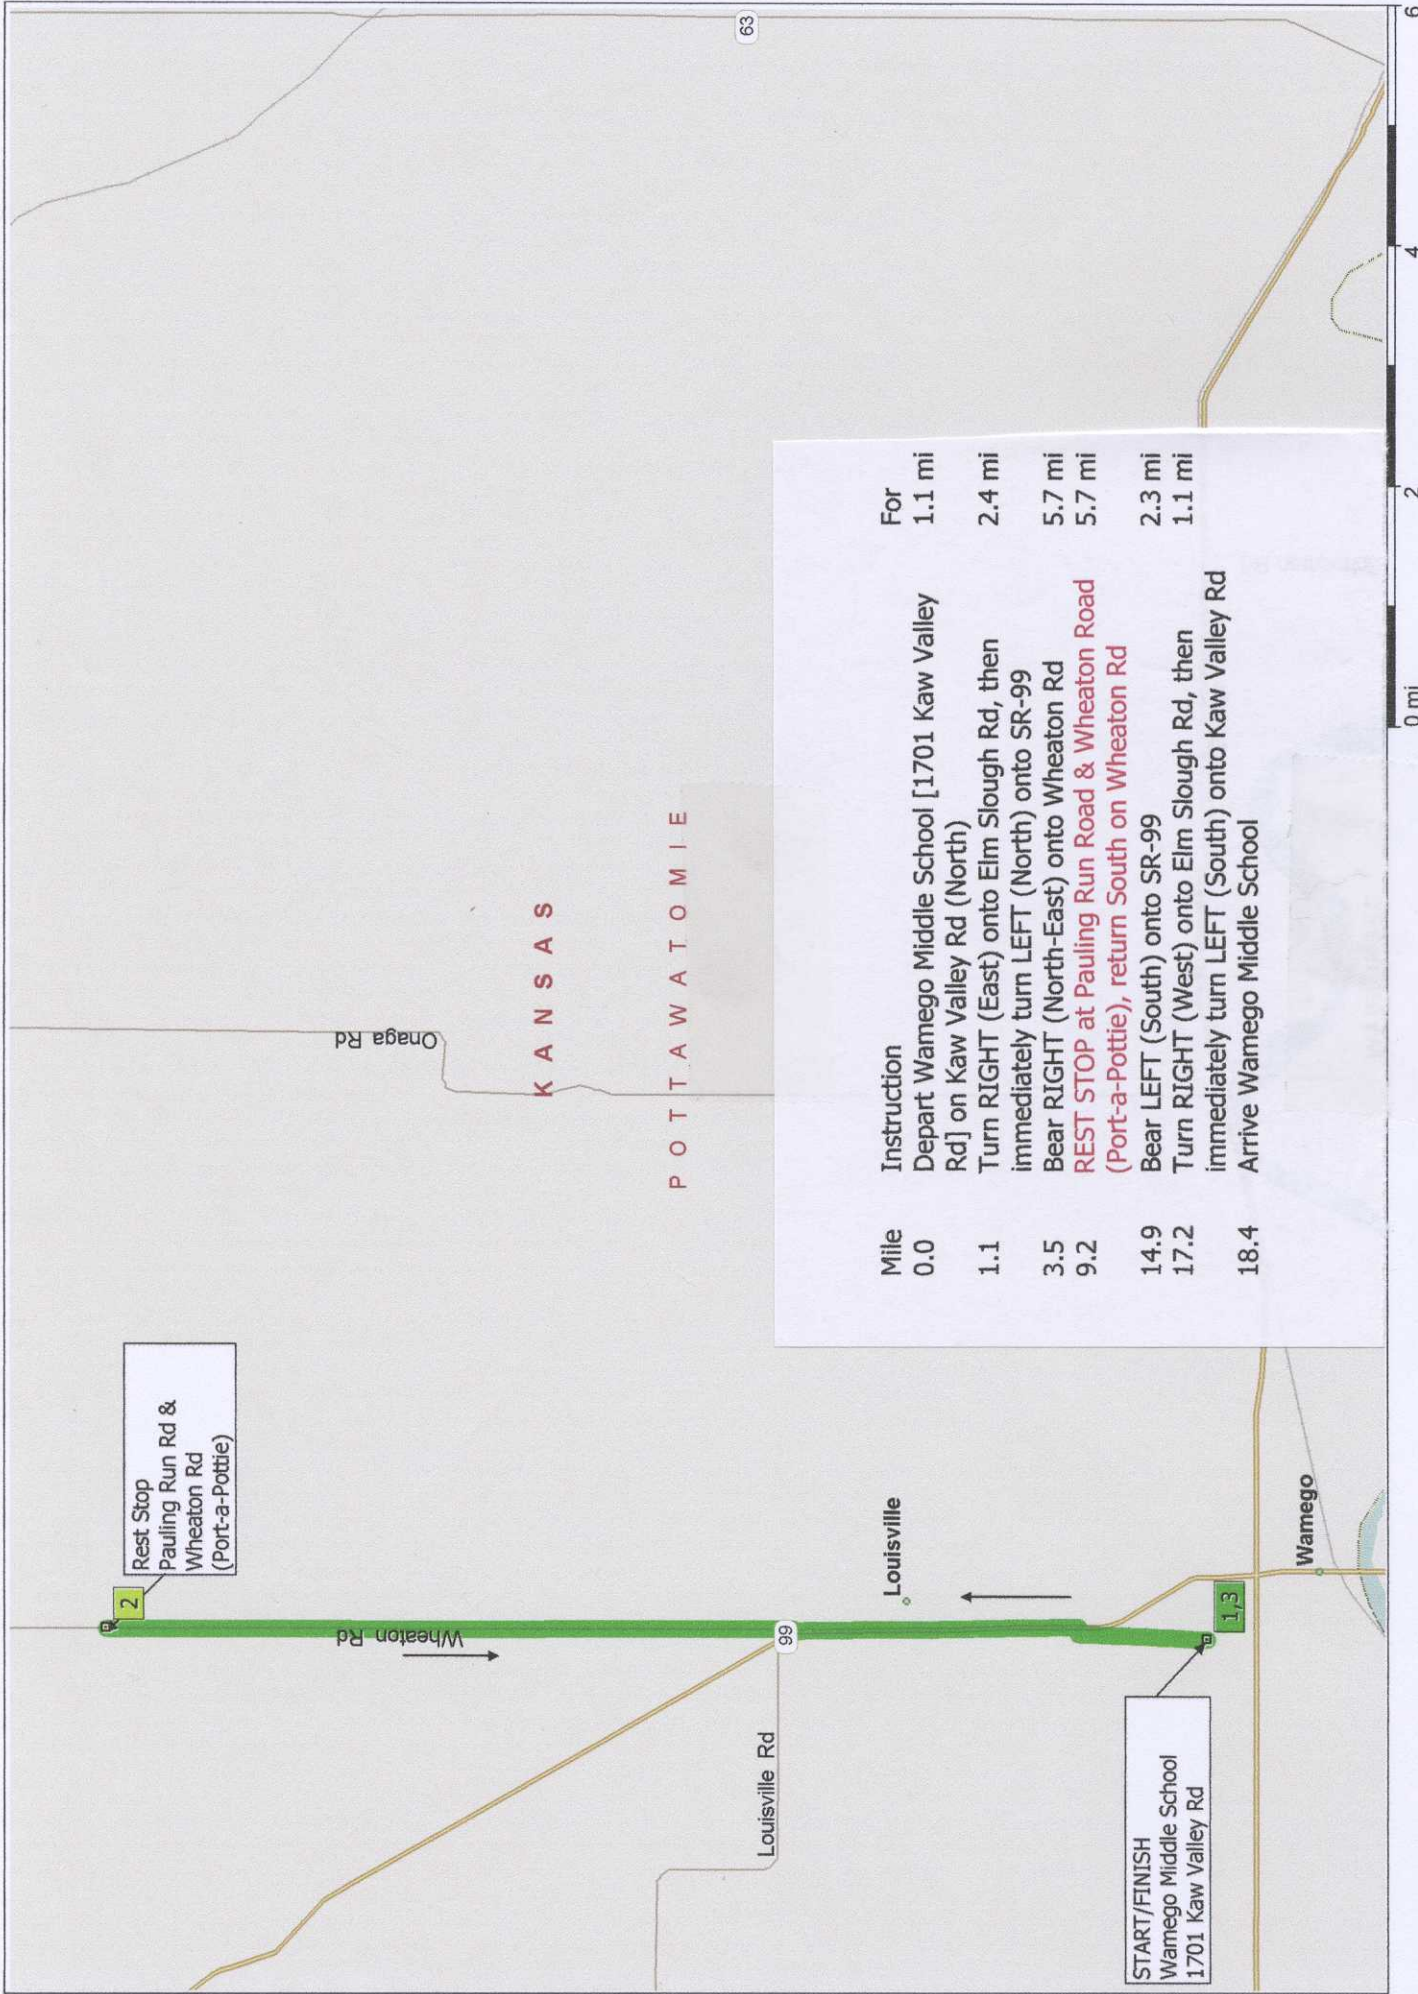 Rest Stop
Pauling Run Rd &
Wheaton Rd
(Port-a-Pottie)
2
Wheaton Rd
Onaga Rd
63
KANSAS
POTTAWATOMIE
99
Louisville Rd
Louisville
START/FINISH
Wamego Middle School
1701 Kaw Valley Rd
1,3
Wamego
Mile Instruction For
0.0 Depart Wamego Middle School [1701 Kaw Valley 1.1 mi
Rd] on Kaw Valley Rd (North)
1.1 Turn RIGHT (East) onto Elm Slough Rd, then 2.4 mi
immediately turn LEFT (North) onto SR-99
3.5 Bear RIGHT (North-East) onto Wheaton Rd 5.7 mi
9.2 REST STOP at Pauling Run Road & Wheaton Road 5.7 mi
(Port-a-Pottie), return South on Wheaton Rd
14.9 Bear LEFT (South) onto SR-99 2.3 mi
17.2 Turn RIGHT (West) onto Elm Slough Rd, then 1.1 mi
immediately turn LEFT (South) onto Kaw Valley Rd
18.4 Arrive Wamego Middle School
0 mi 2 4 6